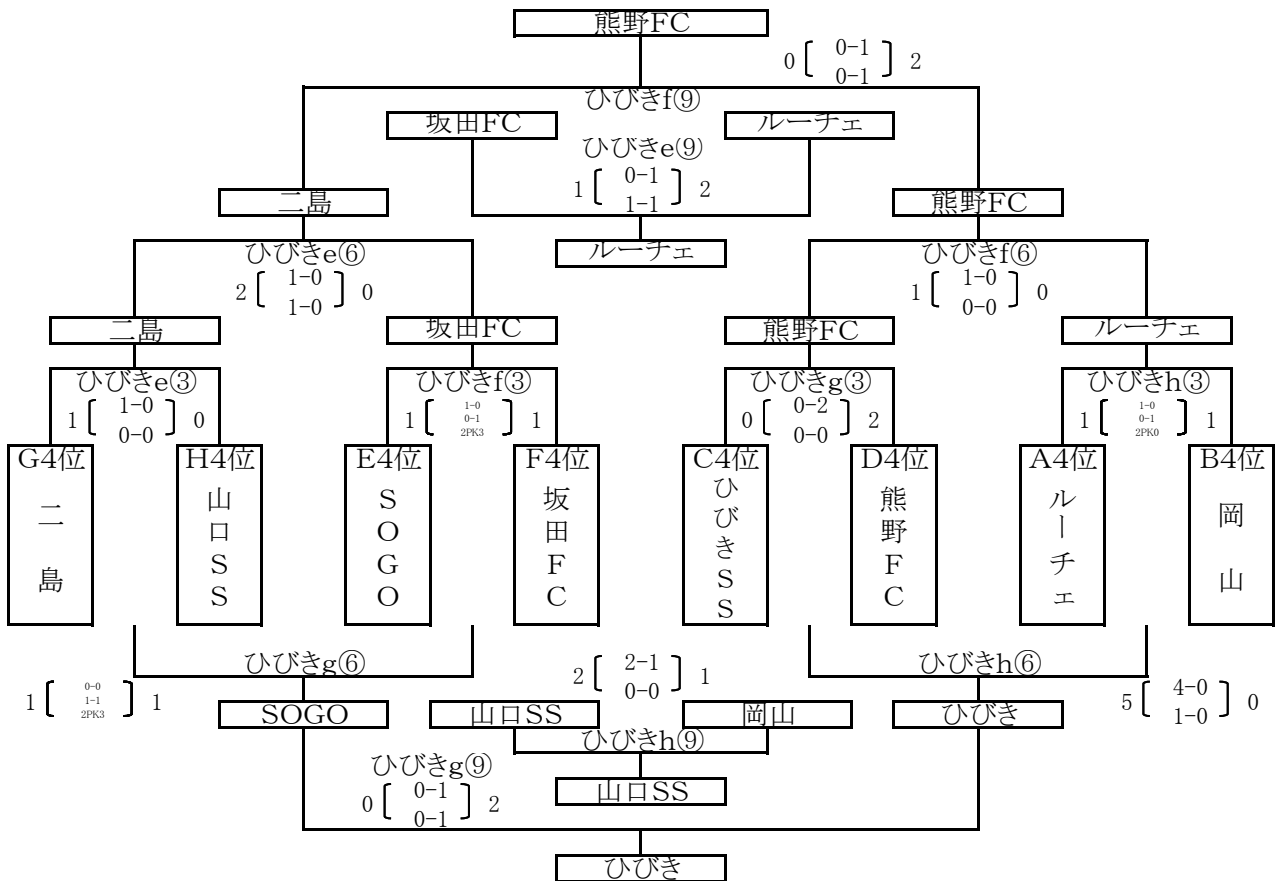 熊野FC
0 [ 0-1 ] 2
0-1
ひびきf⑨
坂田FC ルーチェ
ひびきe⑨
1 [ 0-1 ] 2
1-1
二島 熊野FC
ルーチェ
ひびきe⑥ ひびきf⑥
2 [ 1-0 ] 0 1 [ 1-0 ] 0
1-0 0-0
二島 坂田FC 熊野FC ルーチェ
ひびきe③ ひびきf③ ひびきg③ ひびきh③
1 [ 1-0 0-0 ] 0
1 [ 1-0 0-1 2PK3 ] 1
0 [ 0-2 0-0 ] 2
1 [ 1-0 0-1 2PK0 ] 1
G4位 H4位 E4位 F4位 C4位 D4位 A4位 B4位
二島
山口SS
SOGO
坂田FC
ひびきSS
熊野FC
ルーチェ
岡山
ひびきg⑥ ひびきh⑥
1 [ 0-0 1-1 2PK3 ] 1
2 [ 2-1 0-0 ] 1
5 [ 4-0 1-0 ] 0
SOGO 山口SS 岡山 ひびき
ひびきh⑨
ひびきg⑨
0 [ 0-1 0-1 ] 2
山口SS
ひびき